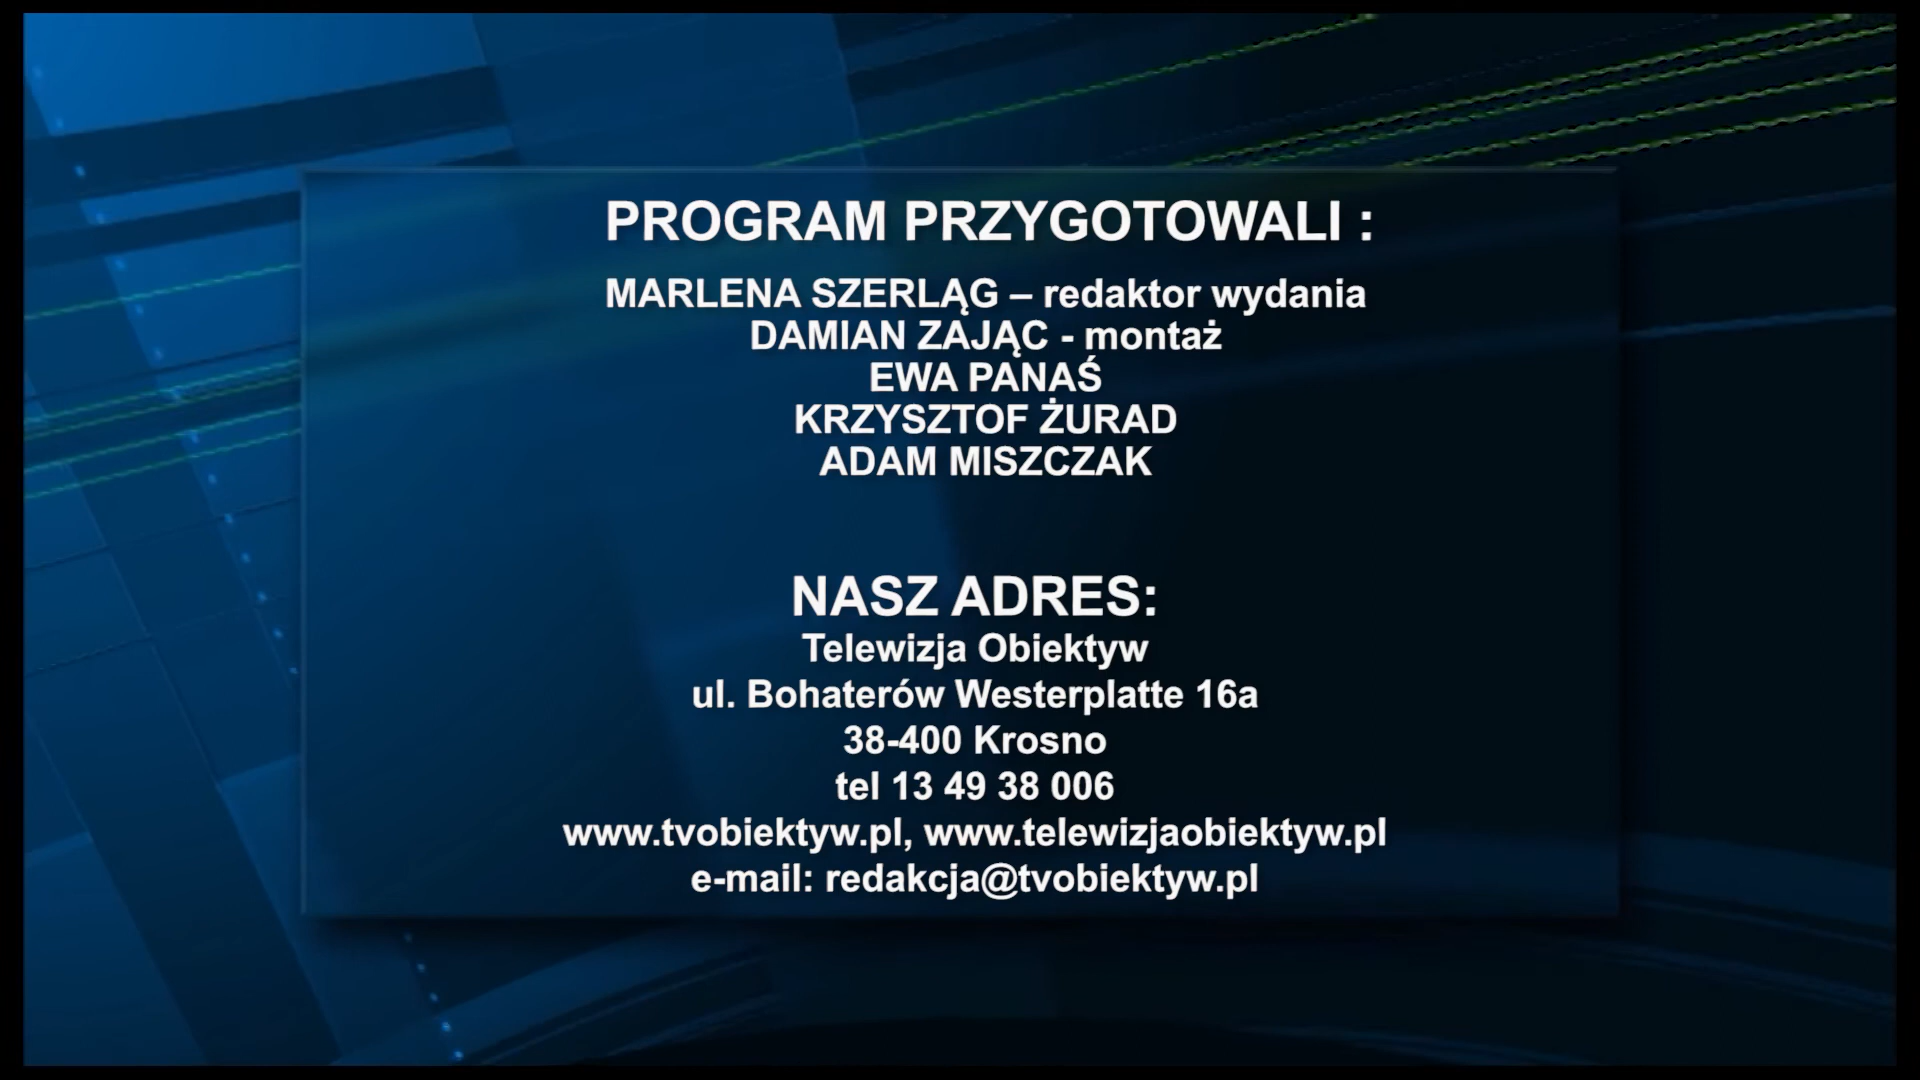 PROGRAM PRZYGOTOWALI :
MARLENA SZERLĄG – redaktor wydania
DAMIAN ZAJĄC - montaż
EWA PANAŚ
KRZYSZTOF ŻURAD
ADAM MISZCZAK
NASZ ADRES:
Telewizja Obiektyw
ul. Bohaterów Westerplatte 16a
38-400 Krosno
tel 13 49 38 006
www.tvobiektyw.pl, www.telewizjaobiektyw.pl
e-mail: redakcja@tvobiektyw.pl